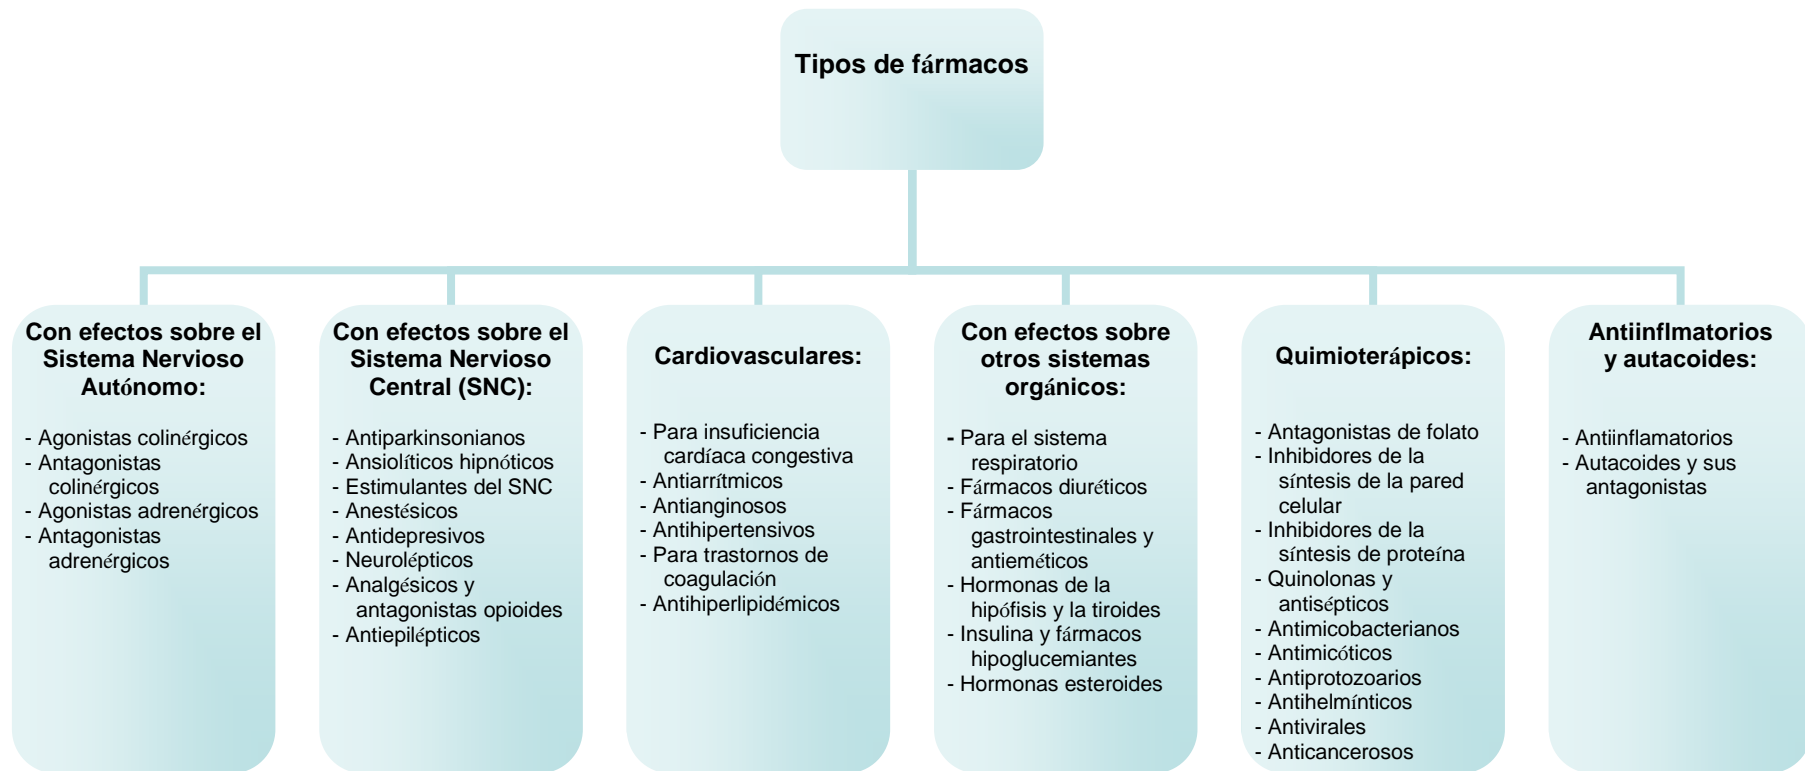 Tipos de fármacos
Con efectos sobre el
Sistema Nervioso
Autónomo:
- Agonistas colinérgicos
- Antagonistas
colinérgicos
- Agonistas adrenérgicos
- Antagonistas
adrenérgicos
Con efectos sobre el
Sistema Nervioso
Central (SNC):
- Antiparkinsonianos
- Ansiolíticos hipnóticos
- Estimulantes del SNC
- Anestésicos
- Antidepresivos
- Neurolépticos
- Analgésicos y
antagonistas opioides
- Antiepilépticos
Cardiovasculares:
- Para insuficiencia
cardíaca congestiva
- Antiarrítmicos
- Antianginosos
- Antihipertensivos
- Para trastornos de
coagulación
- Antihiperlipidémicos
Con efectos sobre
otros sistemas
orgánicos:
- Para el sistema
respiratorio
- Fármacos diuréticos
- Fármacos
gastrointestinales y
antieméticos
- Hormonas de la
hipófisis y la tiroides
- Insulina y fármacos
hipoglucemiantes
- Hormonas esteroides
Quimioterápicos:
- Antagonistas de folato
- Inhibidores de la
síntesis de la pared
celular
- Inhibidores de la
síntesis de proteína
- Quinolonas y
antisépticos
- Antimicobacterianos
- Antimicóticos
- Antiprotozoarios
- Antihelmínticos
- Antivirales
- Anticancerosos
Antiinflmatorios
y autacoides:
- Antiinflamatorios
- Autacoides y sus
antagonistas